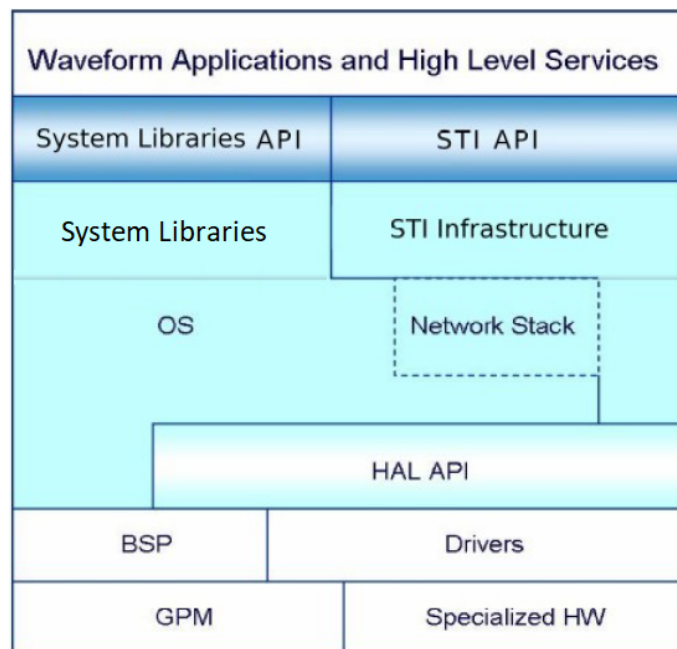 Waveform Applications and High Level Services
System Libraries API
STI API
System Libraries
STI Infrastructure
OS
Network Stack
HAL API
BSP
Drivers
GPM
Specialized HW